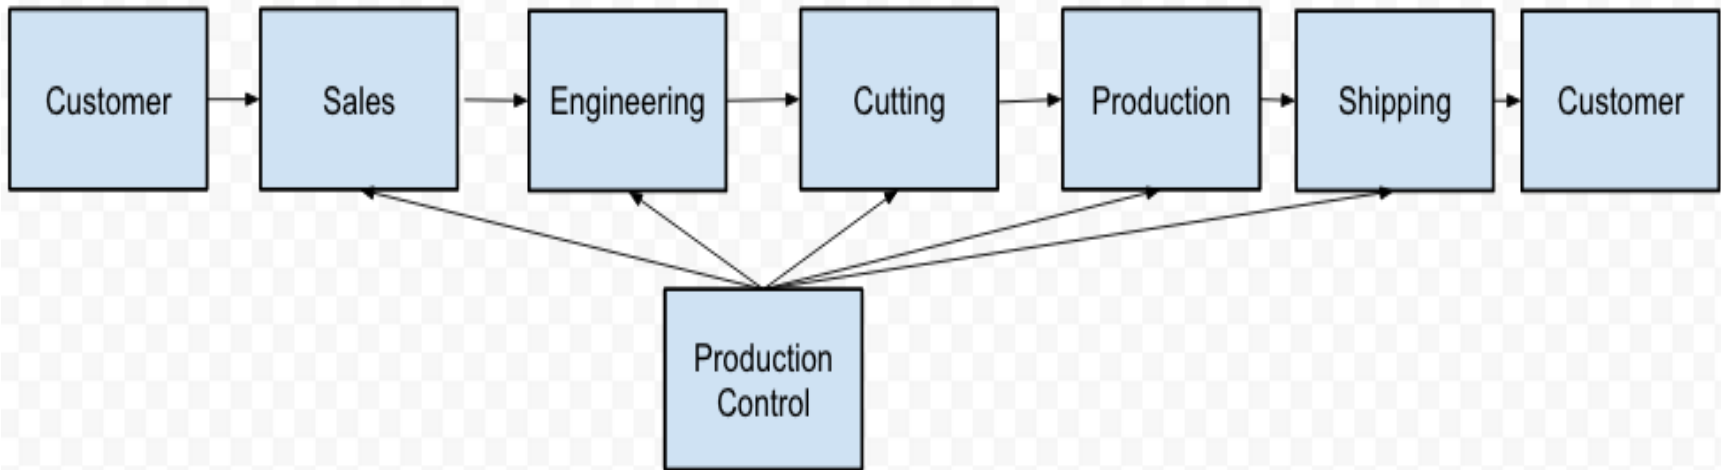 Customer
Sales
Engineering
Cutting
Production
Shipping
Customer
Production
Control